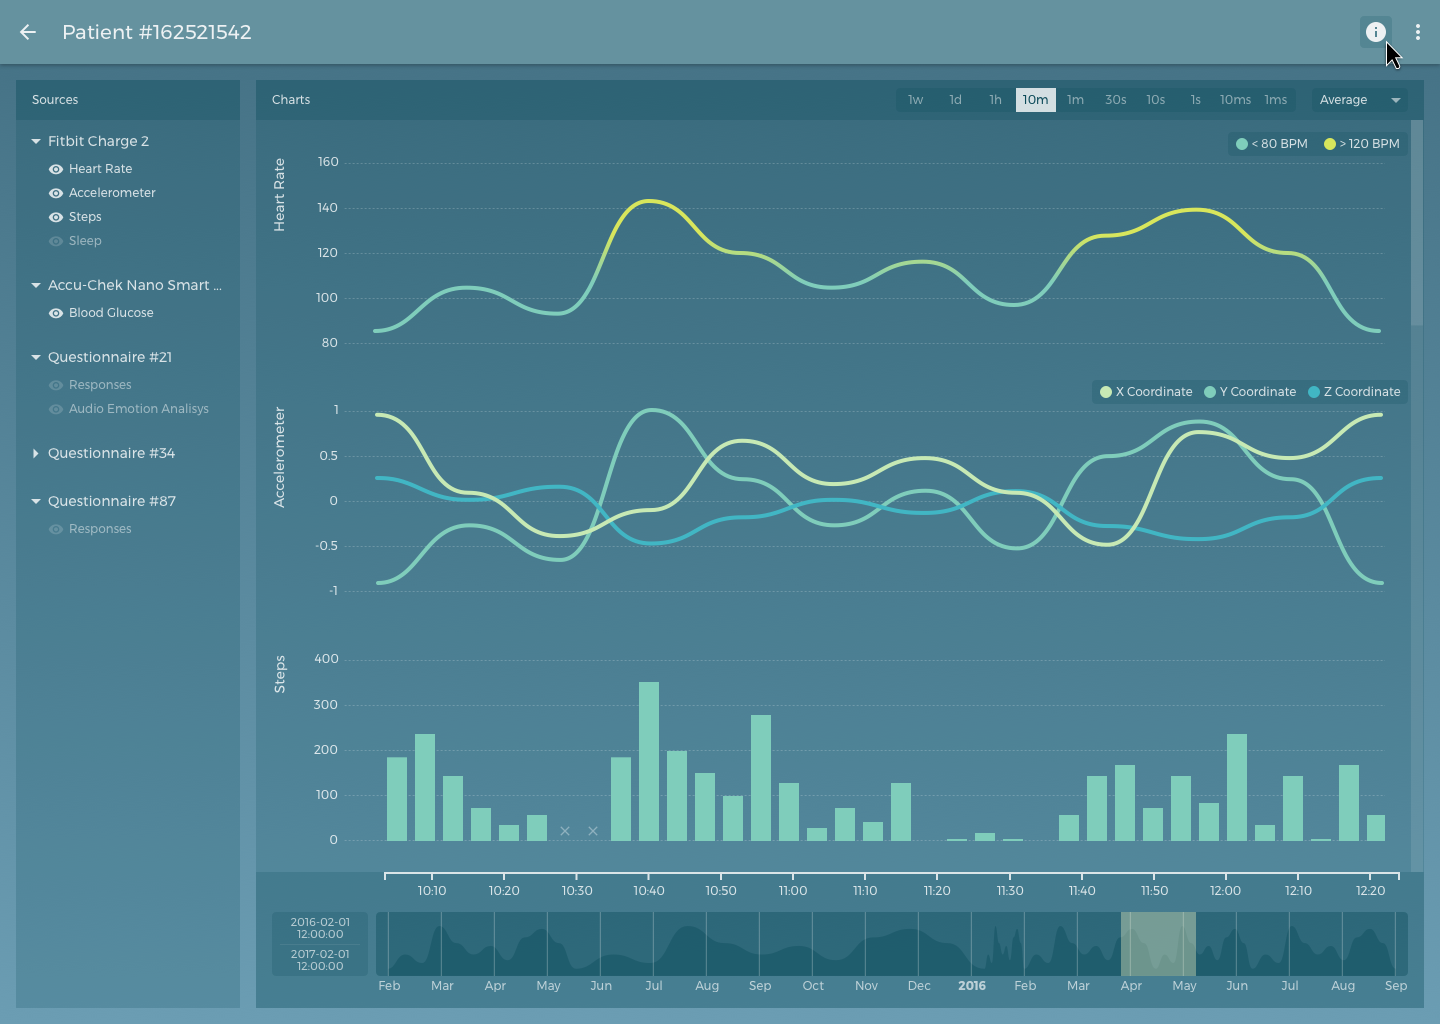 Patient #162521542
Sources
Fitbit Charge 2
Heart Rate
Accelerometer
Steps
Sleep
Accu-Chek Nano Smart ...
Blood Glucose
Questionnaire #21
Responses
Audio Emotion Analisys
Questionnaire #34
Questionnaire #87
Responses
Charts
1w 1d 1h 10m 1m 30s 10s 1s 10ms 1ms Average
< 80 BPM > 120 BPM
Heart Rate
160
140
120
100
80
X Coordinate Y Coordinate Z Coordinate
Accelerometer
1
0.5
0
-0.5
-1
Steps
400
300
200
100
0
10:10 10:20 10:30 10:40 10:50 11:00 11:10 11:20 11:30 11:40 11:50 12:00 12:10 12:20
2016-02-01
12:00:00
2017-02-01
12:00:00
Feb Mar Apr May Jun Jul Aug Sep Oct Nov Dec 2016 Feb Mar Apr May Jun Jul Aug Sep